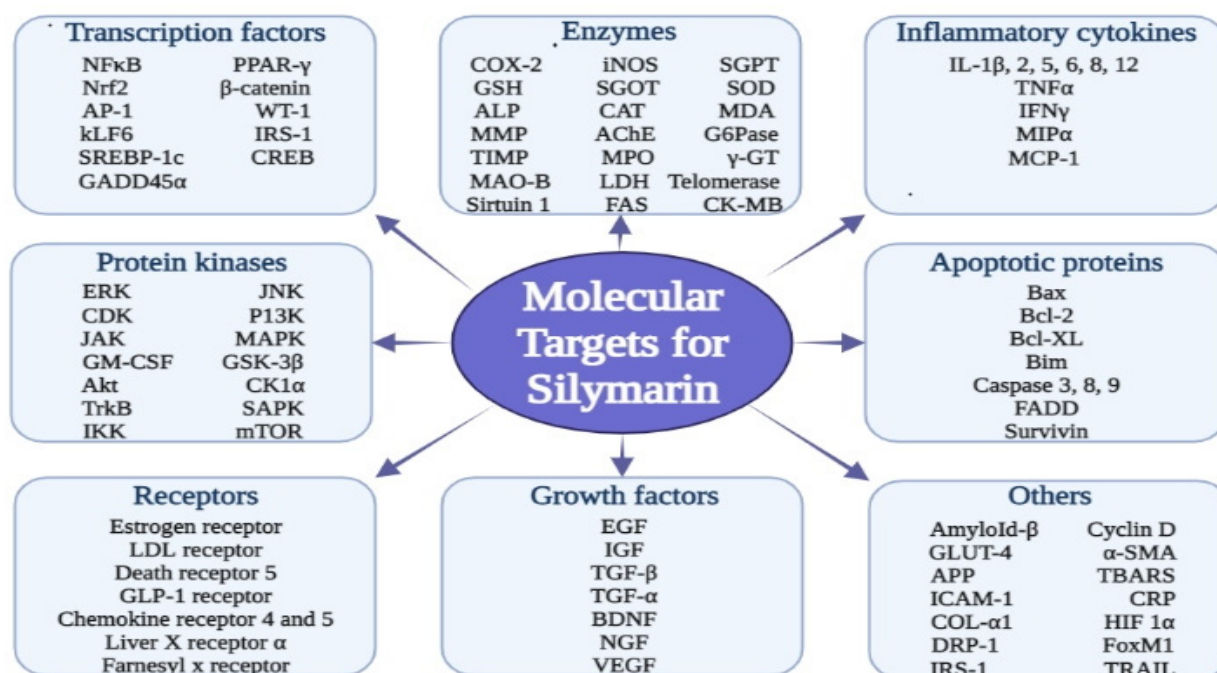 Transcription factors
NFκB PPAR-γ
Nrf2 β-catenin
AP-1 WT-1
kLF6 IRS-1
SREBP-1c CREB
GADD45α
Enzymes
COX-2 iNOS SGPT
GSH SGOT SOD
ALP CAT MDA
MMP AChE G6Pase
TIMP MPO γ-GT
MAO-B LDH Telomerase
Sirtuin 1 FAS CK-MB
Inflammatory cytokines
IL-1β, 2, 5, 6, 8, 12
TNFα
IFNγ
MIPα
MCP-1
Protein kinases
ERK JNK
CDK P13K
JAK MAPK
GM-CSF GSK-3β
Akt CK1α
TrkB SAPK
IKK mTOR
Molecular
Targets for
Silymarin
Apoptotic proteins
Bax
Bcl-2
Bcl-XL
Bim
Caspase 3, 8, 9
FADD
Survivin
Receptors
Estrogen receptor
LDL receptor
Death receptor 5
GLP-1 receptor
Chemokine receptor 4 and 5
Liver X receptor α
Farnesyl x receptor
Growth factors
EGF
IGF
TGF-β
TGF-α
BDNF
NGF
VEGF
Others
AmyloId-β Cyclin D
GLUT-4 α-SMA
APP TBARS
ICAM-1 CRP
COL-α1 HIF 1α
DRP-1 FoxM1
IRS-1 TRAIL